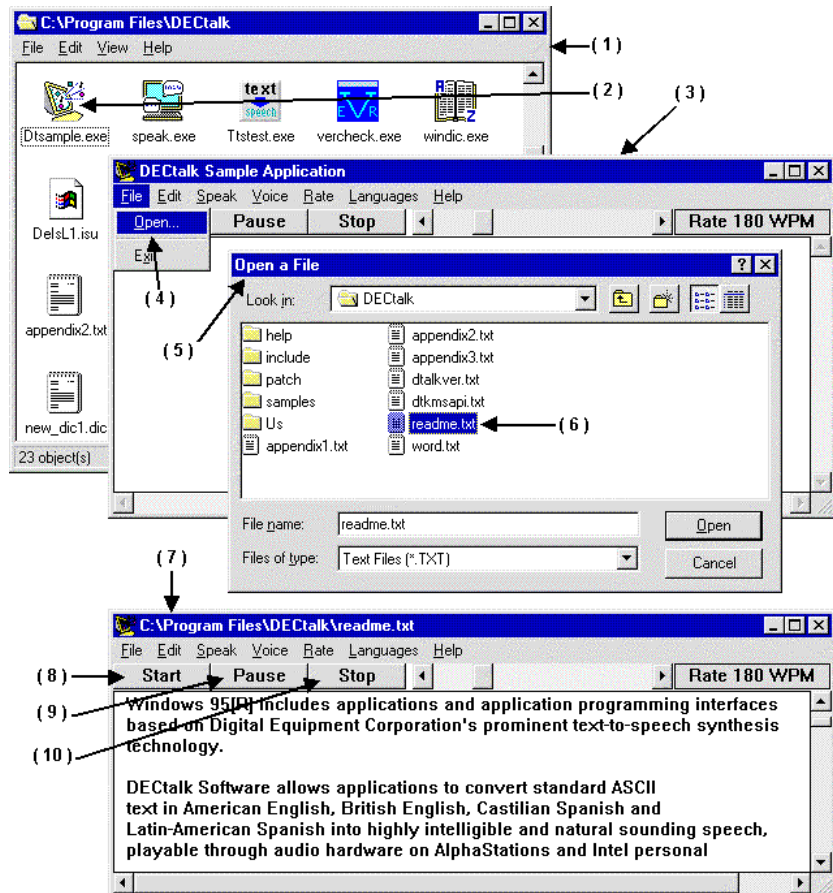 C:\Program Files\DECtalk
File Edit View Help
( 1 )
( 2 )
( 3 )
text
speech
Dtsample.exe speak.exe Ttstest.exe vercheck.exe windic.exe
DeIsL1.isu
appendix2.txt
new_dic1.dic
23 object(s)
DECtalk Sample Application
File Edit Speak Voice Rate Languages Help
Open... Pause Stop Rate 180 WPM
Exit
( 4 )
Open a File
Look in: DECtalk
( 5 )
help appendix2.txt
include appendix3.txt
patch dtalkver.txt
samples dtkmsapi.txt
Us readme.txt ( 6 )
appendix1.txt word.txt
File name: readme.txt Open
Files of type: Text Files (*.TXT) Cancel
( 7 )
C:\Program Files\DECtalk\readme.txt
File Edit Speak Voice Rate Languages Help
( 8 ) Start Pause Stop Rate 180 WPM
( 9 )
( 10 )
Windows 95[R] includes applications and application programming interfaces
based on Digital Equipment Corporation's prominent text-to-speech synthesis
technology.
DECtalk Software allows applications to convert standard ASCII
text in American English, British English, Castilian Spanish and
Latin-American Spanish into highly intelligible and natural sounding speech,
playable through audio hardware on AlphaStations and Intel personal